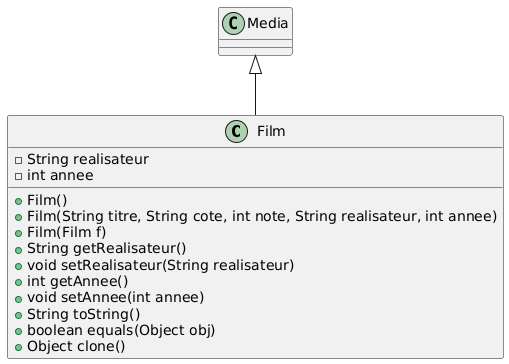 C Media
C Film
String realisateur
int annee
Film()
Film(String titre, String cote, int note, String realisateur, int annee)
Film(Film f)
String getRealisateur()
void setRealisateur(String realisateur)
int getAnnee()
void setAnnee(int annee)
String toString()
boolean equals(Object obj)
Object clone()